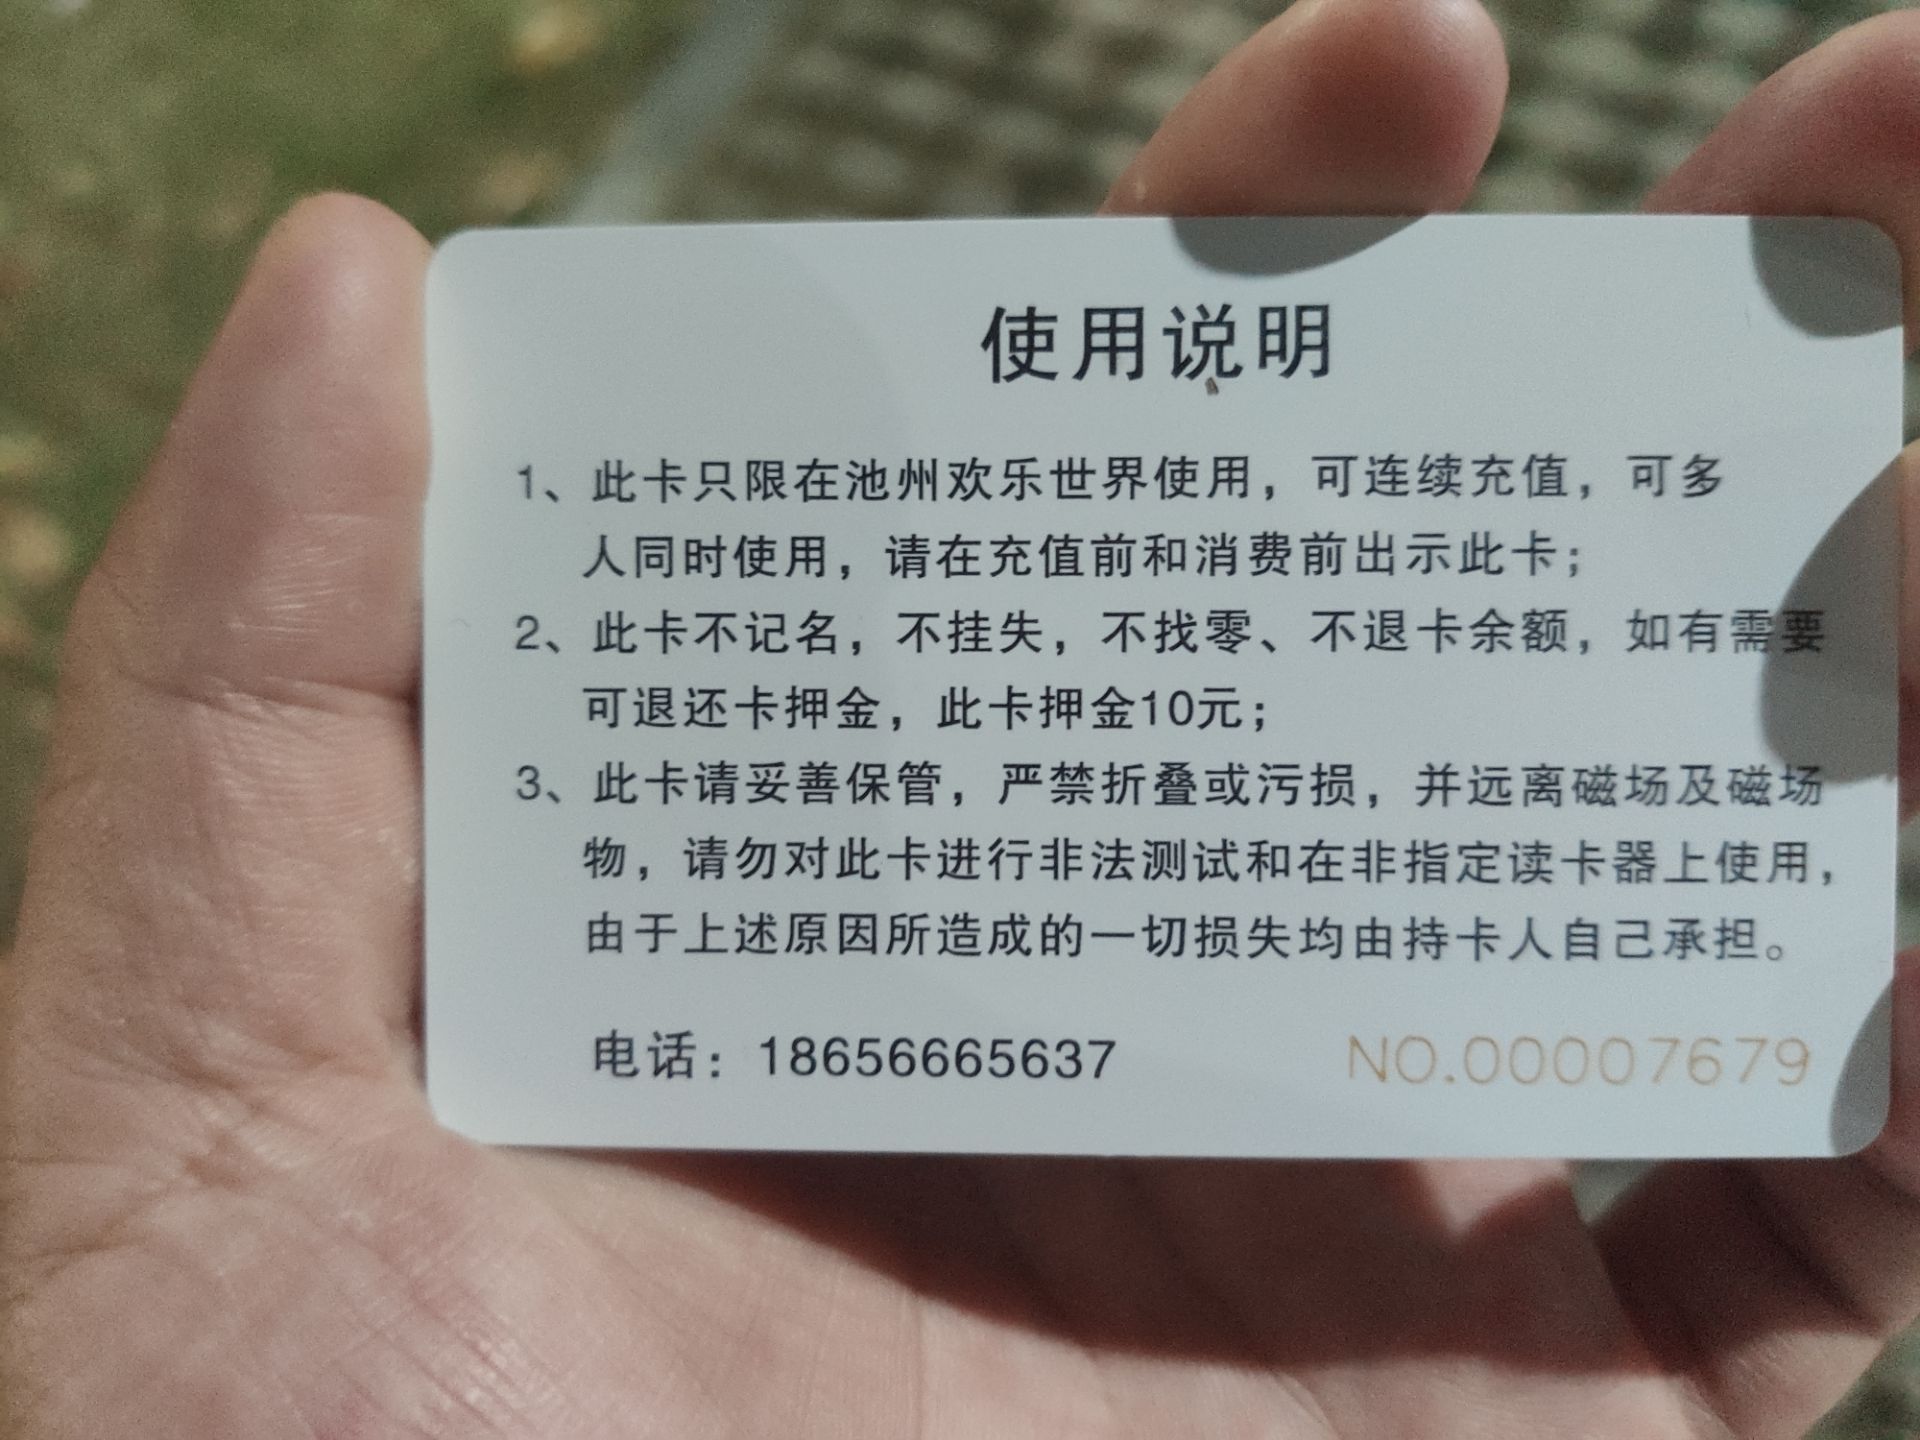 使用说明
1、此卡只限在池州欢乐世界使用，可连续充值，可多
人同时使用，请在充值前和消费前出示此卡；
2、此卡不记名，不挂失，不找零、不退卡余额，如有需要
可退还卡押金，此卡押金10元；
3、此卡请妥善保管，严禁折叠或污损，并远离磁场及磁场
物，请勿对此卡进行非法测试和在非指定读卡器上使用，
由于上述原因所造成的一切损失均由持卡人自己承担。
电话：18656665637
NO.00007679